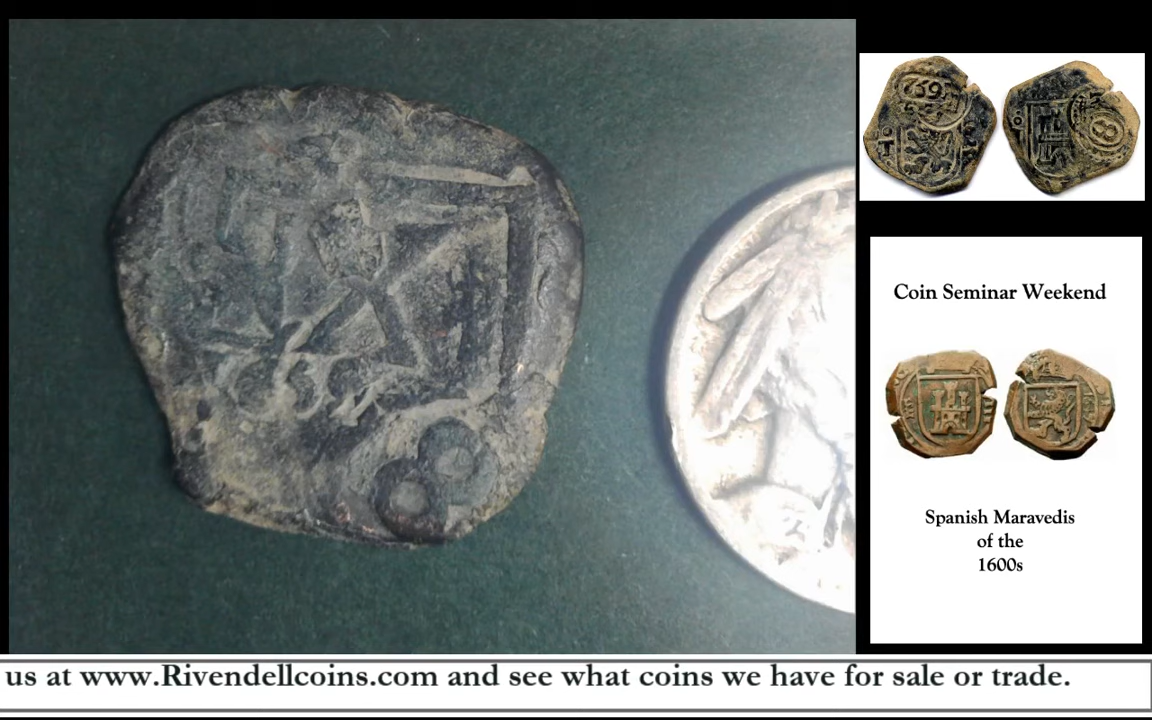 Coin Seminar Weekend
Spanish Maravedis
of the
1600s
us at www.Rivendellcoins.com and see what coins we have for sale or trade.